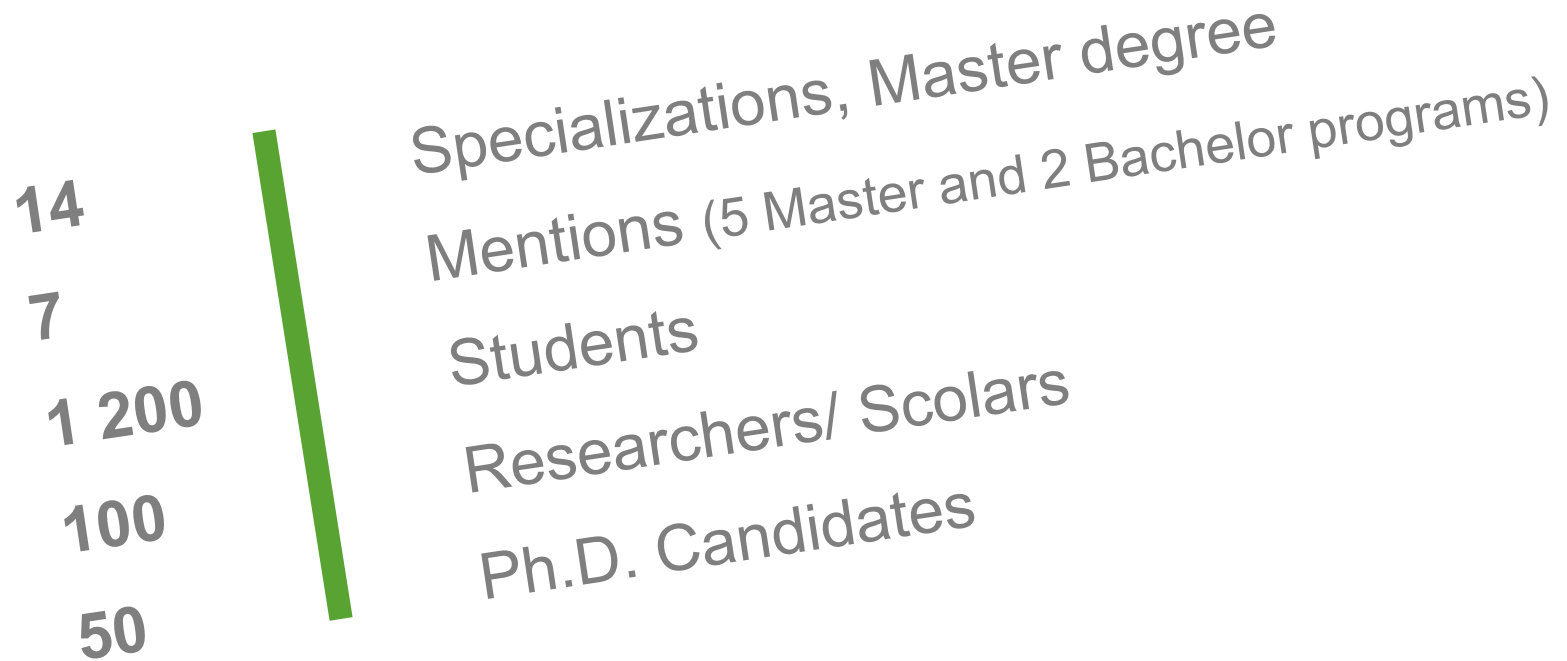 14 Specializations, Master degree
7 Mentions (5 Master and 2 Bachelor programs)
1 200 Students
100 Researchers/ Scolars
50 Ph.D. Candidates